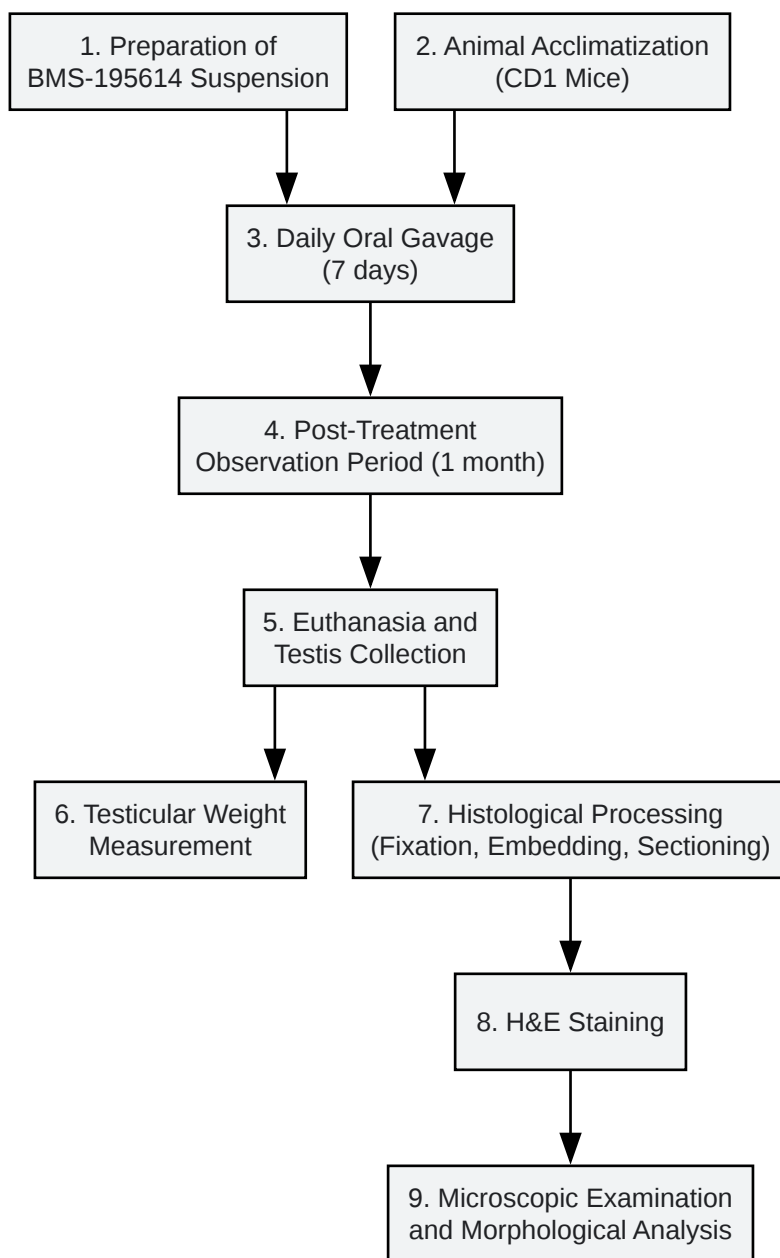 1. Preparation of
BMS-195614 Suspension
2. Animal Acclimatization
(CD1 Mice)
3. Daily Oral Gavage
(7 days)
4. Post-Treatment
Observation Period (1 month)
5. Euthanasia and
Testis Collection
6. Testicular Weight
Measurement
7. Histological Processing
(Fixation, Embedding, Sectioning)
8. H&E Staining
9. Microscopic Examination
and Morphological Analysis